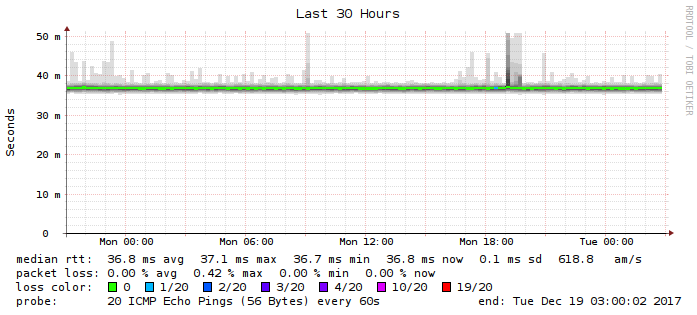 Last 30 Hours
RRDTOOL / TOBI OETIKER
Seconds
50 m
40 m
30 m
20 m
10 m
0
Mon 00:00 Mon 06:00 Mon 12:00 Mon 18:00 Tue 00:00
median rtt: 36.8 ms avg 37.1 ms max 36.7 ms min 36.8 ms now 0.1 ms sd 618.8 am/s
packet loss: 0.00 % avg 0.42 % max 0.00 % min 0.00 % now
loss color: 0 1/20 2/20 3/20 4/20 10/20 19/20
probe: 20 ICMP Echo Pings (56 Bytes) every 60s end: Tue Dec 19 03:00:02 2017